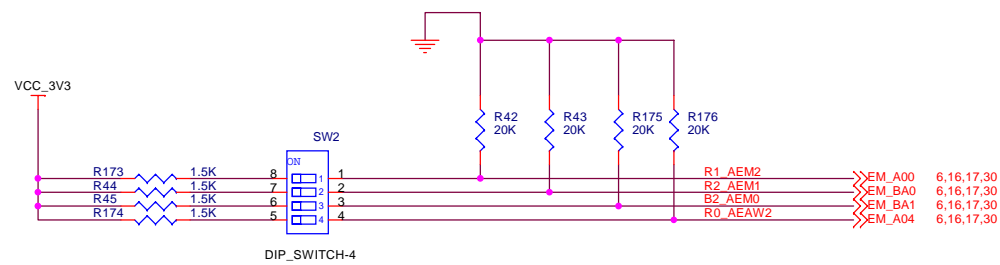 VCC_3V3
R42
20K
R43
20K
R175
20K
R176
20K
SW2
ON
R173 1.5K 8 1 1 R1_AEM2 EM_A00 6,16,17,30
R44 1.5K 7 2 2 R2_AEM1 EM_BA0 6,16,17,30
R45 1.5K 6 3 3 B2_AEM0 EM_BA1 6,16,17,30
R174 1.5K 5 4 4 R0_AEAW2 EM_A04 6,16,17,30
DIP_SWITCH-4